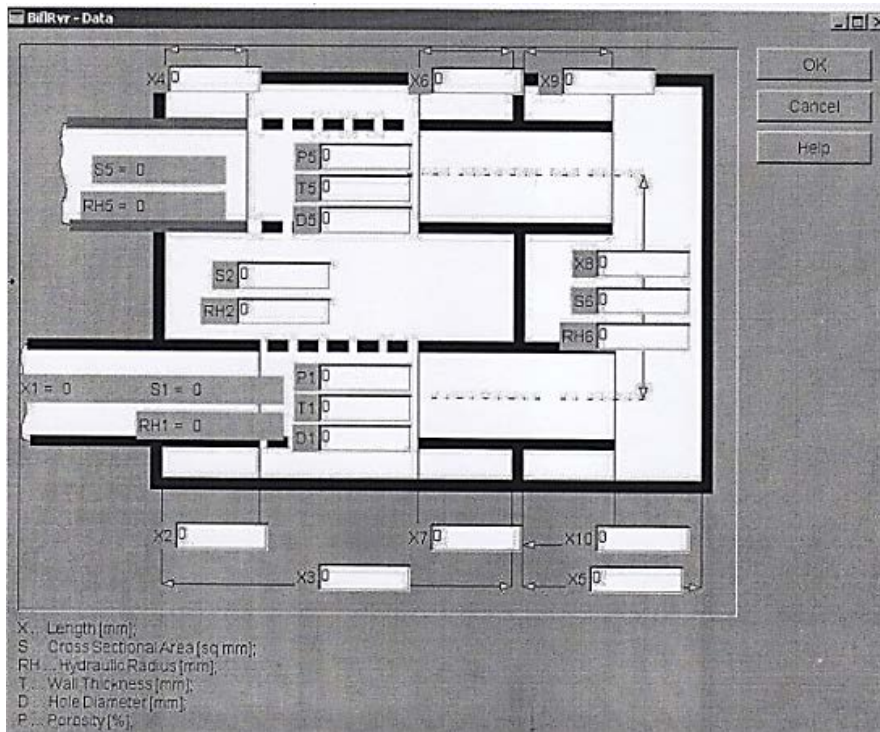 BiflRvr - Data
X4 0 X6 0 X9 0
OK
Cancel
Help
P5 0
S5 = 0
T5 0
RH5 = 0
D5 0
X8 0
S2 0
S6 0
RH2 0
RH6 0
P1 0
X1 = 0 S1 = 0
T1 0
RH1 = 0
D1 0
X2 0 X7 0 X10 0
X3 0 X5 0
X... Length [mm];
S... Cross Sectional Area [sq mm];
RH... Hydraulic Radius [mm];
T... Wall Thickness [mm];
D... Hole Diameter [mm];
P... Porosity [%],